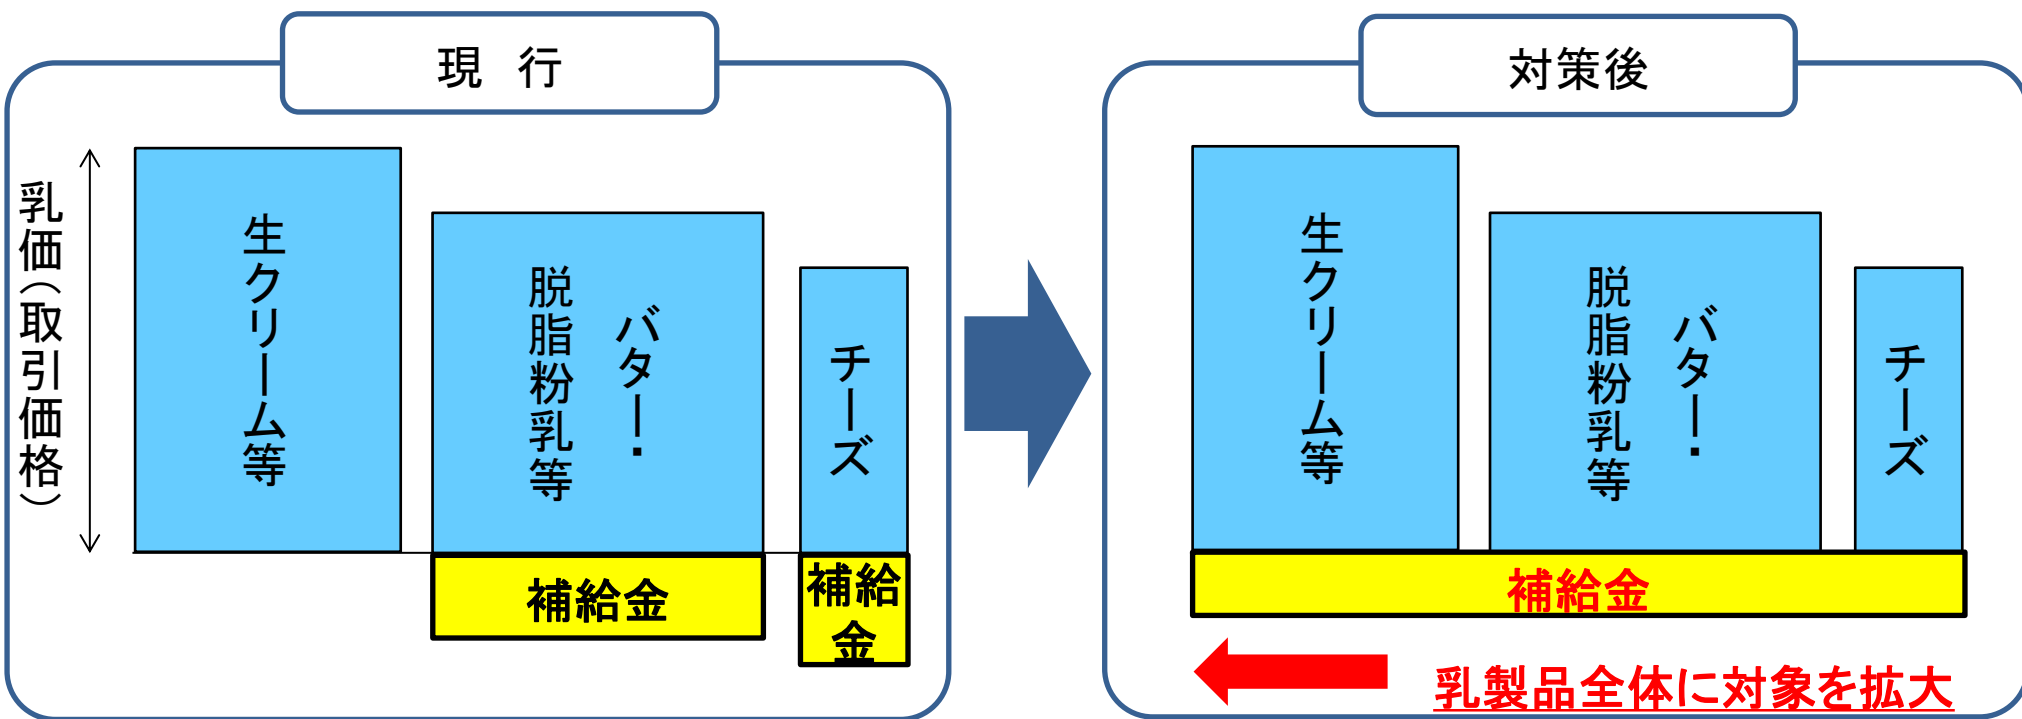 現　行
乳価（取引価格）
生クリーム等
バター・
脱脂粉乳等
チーズ
補給金
補給
金
対策後
生クリーム等
バター・
脱脂粉乳等
チーズ
補給金
乳製品全体に対象を拡大